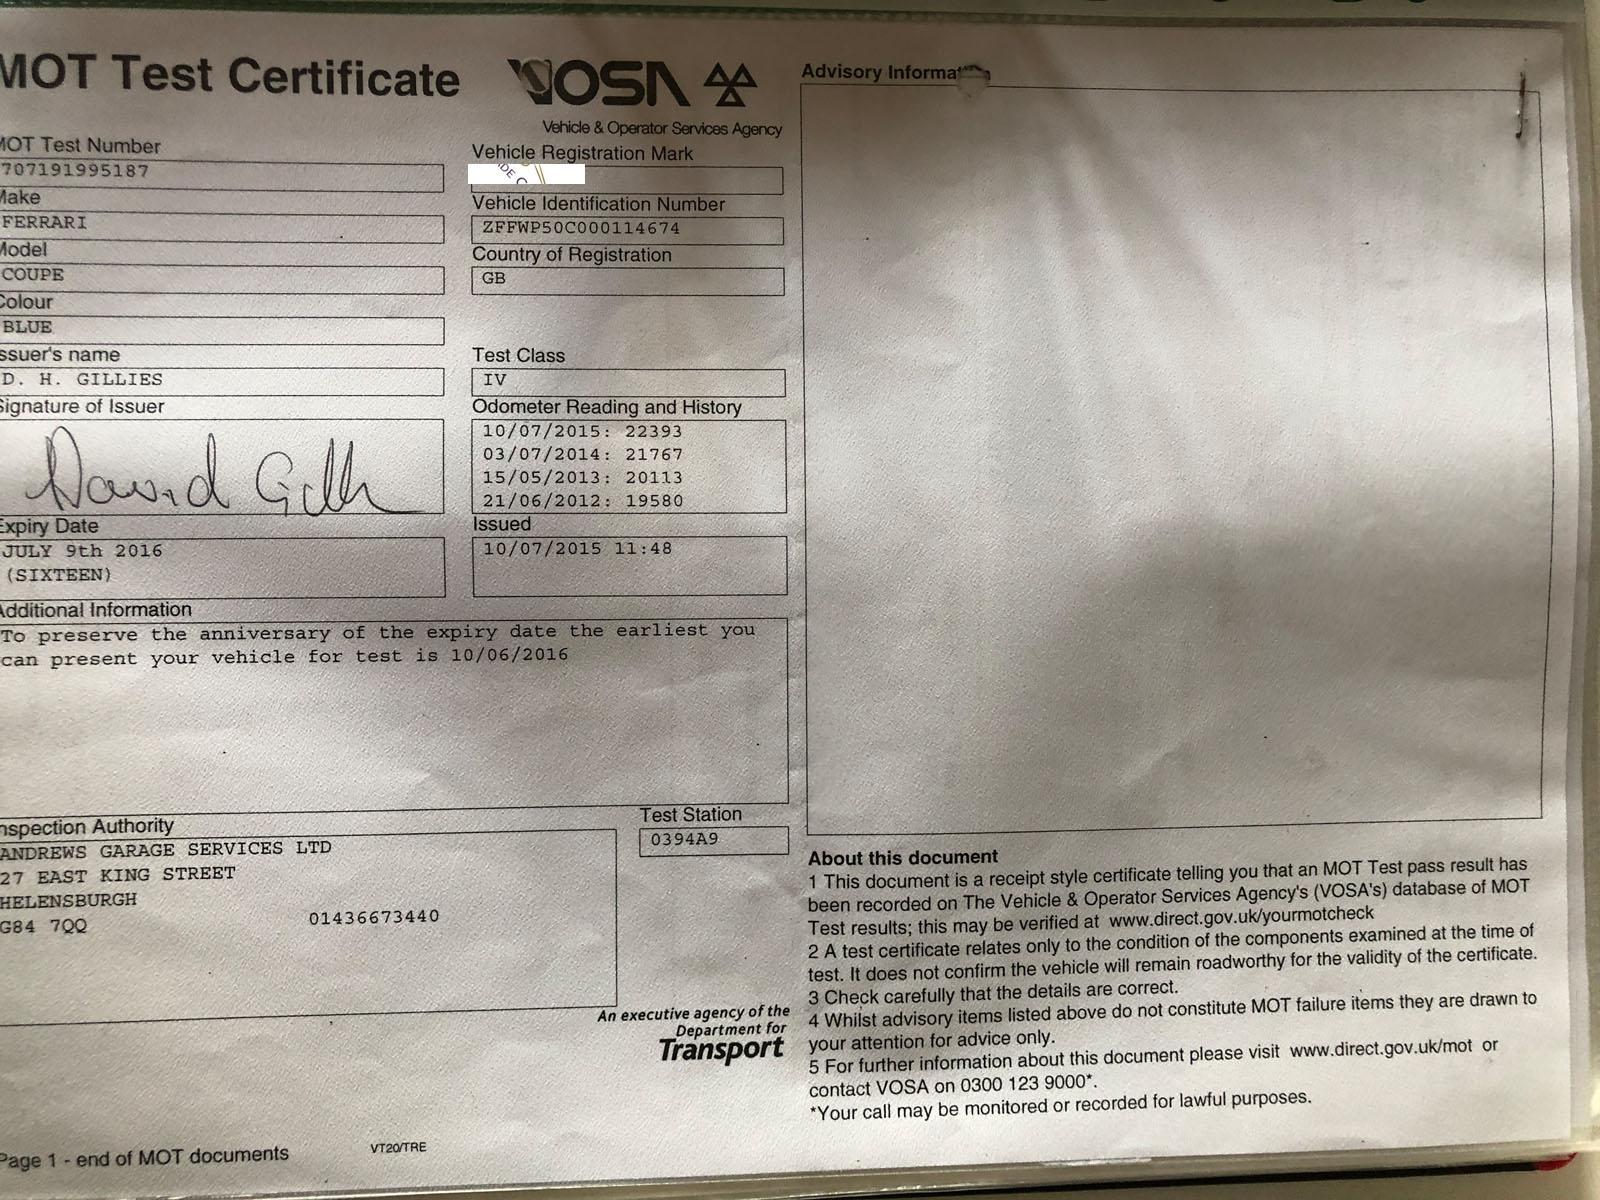 MOT Test Certificate
VOSA
Vehicle & Operator Services Agency
MOT Test Number
707191995187
Vehicle Registration Mark
Make
FERRARI
Vehicle Identification Number
ZFFWP50C000114674
Model
COUPE
Country of Registration
GB
Colour
BLUE
Issuer's name
D. H. GILLIES
Test Class
IV
Signature of Issuer
Odometer Reading and History
10/07/2015: 22393
03/07/2014: 21767
15/05/2013: 20113
21/06/2012: 19580
David
Expiry Date
JULY 9th 2016
(SIXTEEN)
Issued
10/07/2015 11:48
Additional Information
To preserve the anniversary of the expiry date the earliest you
can present your vehicle for test is 10/06/2016
Inspection Authority
ANDREWS GARAGE SERVICES LTD
27 EAST KING STREET
HELENSBURGH
G84 7QQ 01436673440
Test Station
0394A9
An executive agency of the
Department for
Transport
Page 1 - end of MOT documents
VT20/TRE
Advisory Information
About this document
1 This document is a receipt style certificate telling you that an MOT Test pass result has
been recorded on The Vehicle & Operator Services Agency's (VOSA's) database of MOT
Test results; this may be verified at www.direct.gov.uk/yourmotcheck
2 A test certificate relates only to the condition of the components examined at the time of
test. It does not confirm the vehicle will remain roadworthy for the validity of the certificate.
3 Check carefully that the details are correct.
4 Whilst advisory items listed above do not constitute MOT failure items they are drawn to
your attention for advice only.
5 For further information about this document please visit www.direct.gov.uk/mot or
contact VOSA on 0300 123 9000*.
*Your call may be monitored or recorded for lawful purposes.